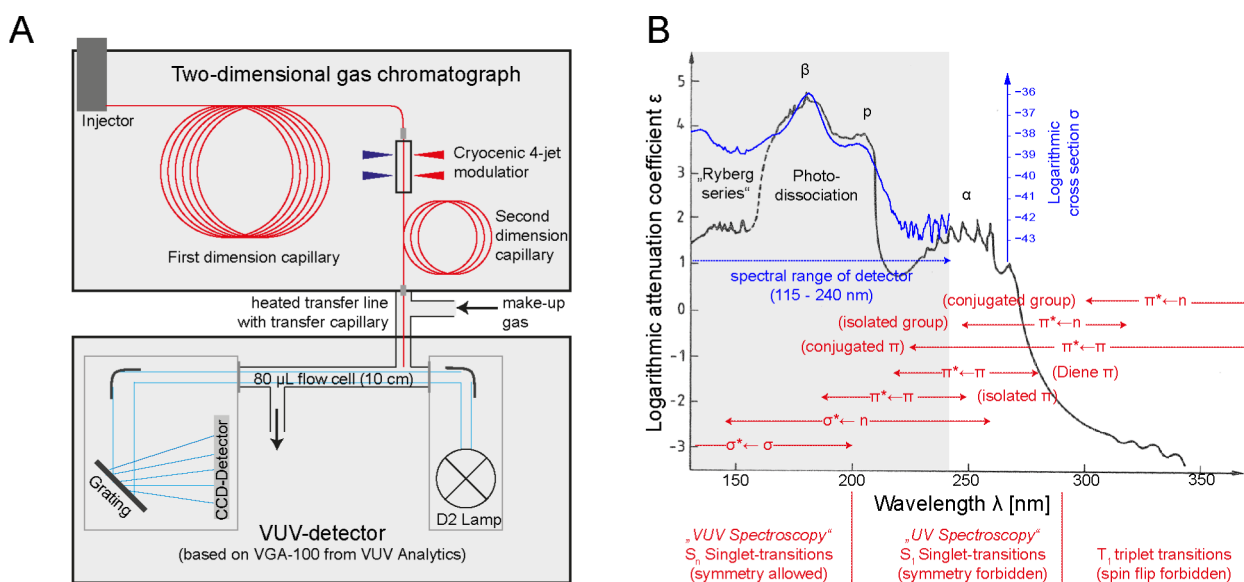 A
Two-dimensional gas chromatograph
Injector
Cryocenic 4-jet
modulatior
Second
dimension
capillary
First dimension capillary
heated transfer line
with transfer capillary
make-up
gas
80 µL flow cell (10 cm)
Grating
CCD-Detector
D2 Lamp
VUV-detector
(based on VGA-100 from VUV Analytics)
B
Logarithmic attenuation coefficient ε
5
4
3
2
1
0
-1
-2
-3
β
p
α
„Ryberg
series“
Photo-
dissociation
−36
−37
−38
−39
−40
−41
−42
−43
Logarithmic
cross section σ
spectral range of detector
(115 - 240 nm)
(conjugated group)
π*←n
(isolated group)
π*←n
(conjugated π)
π*←π
π*←π
(Diene π)
π*←π
(isolated π)
σ*← n
σ*← σ
150
200
250
300
350
Wavelength λ [nm]
„VUV Spectroscopy“
Sn Singlet-transitions
(symmetry allowed)
„UV Spectroscopy“
S1 Singlet-transitions
(symmetry forbidden)
T1 triplet transitions
(spin flip forbidden)